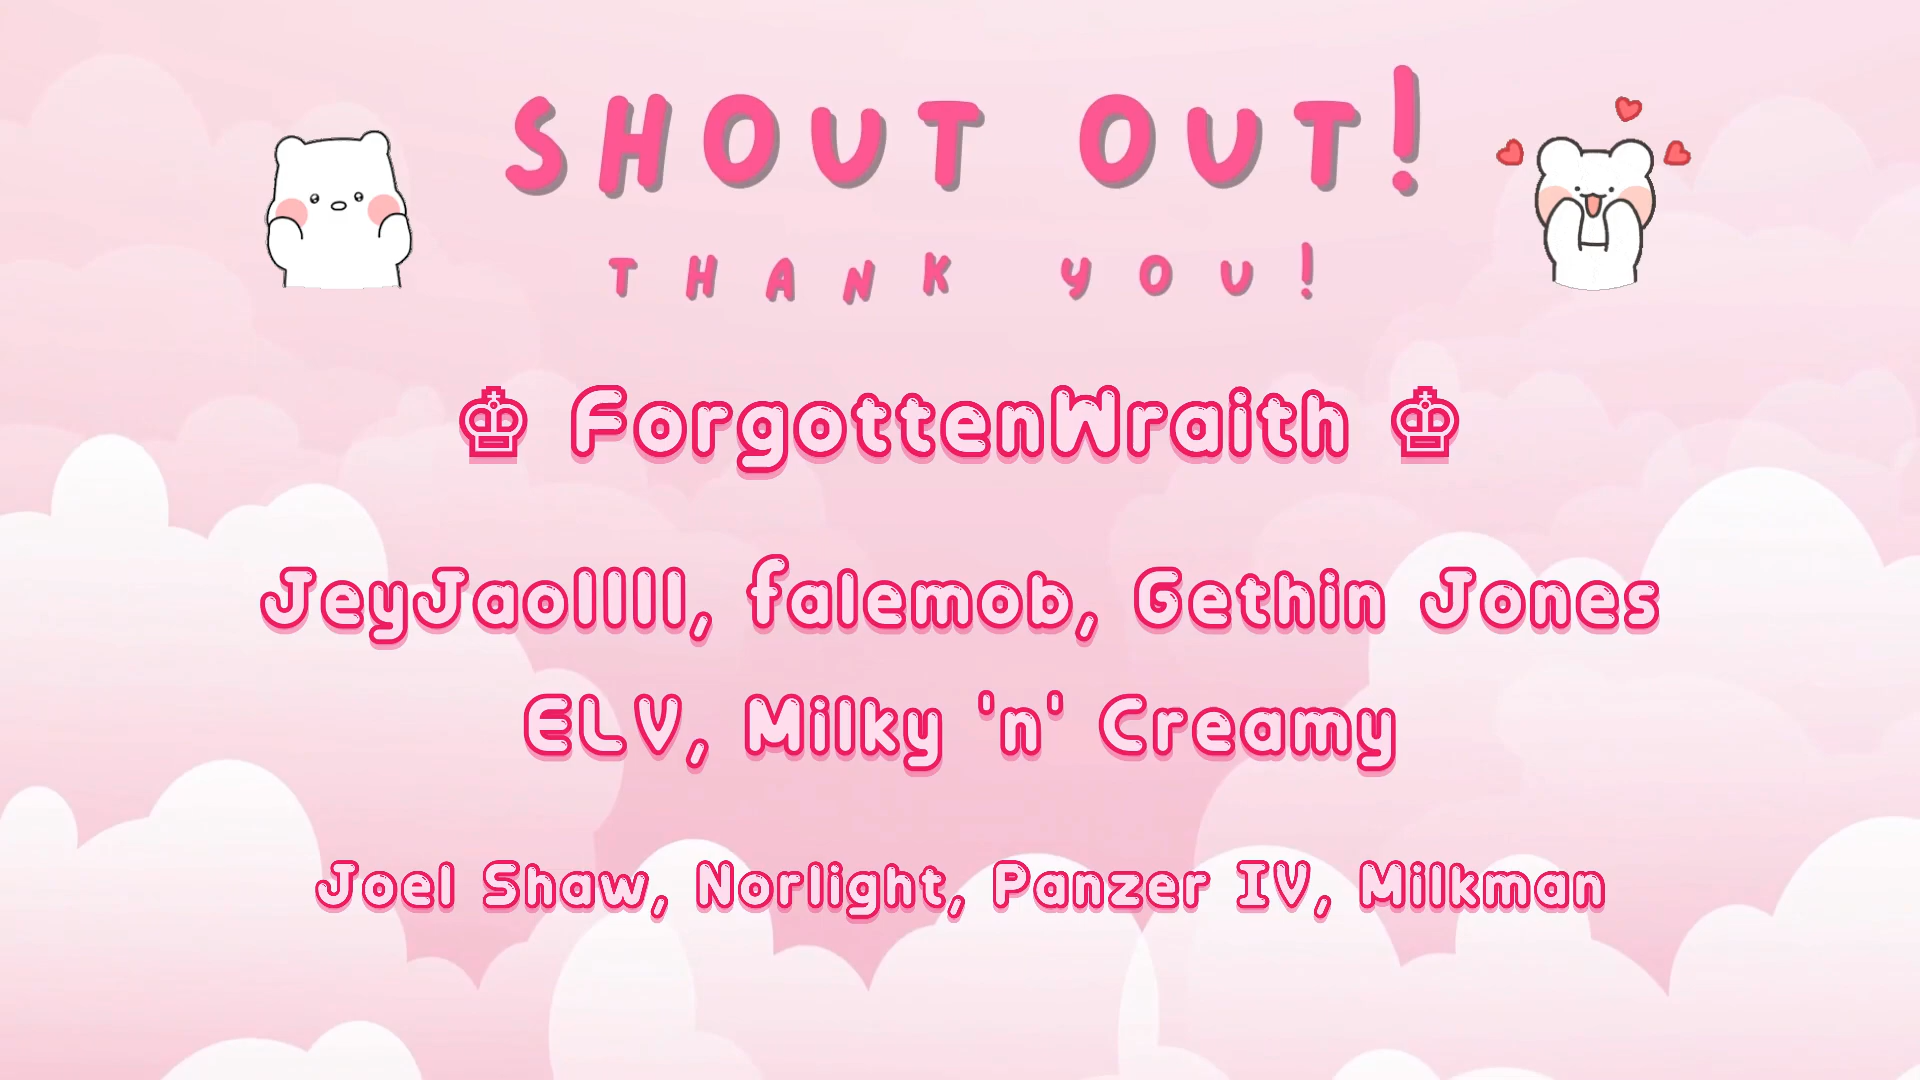 SHOUT OUT!
THANK YOU!
♔ ForgottenWraith ♔
JeyJaollll, falemob, Gethin Jones
ELV, Milky 'n' Creamy
Joel Shaw, Norlight, Panzer IV, Milkman